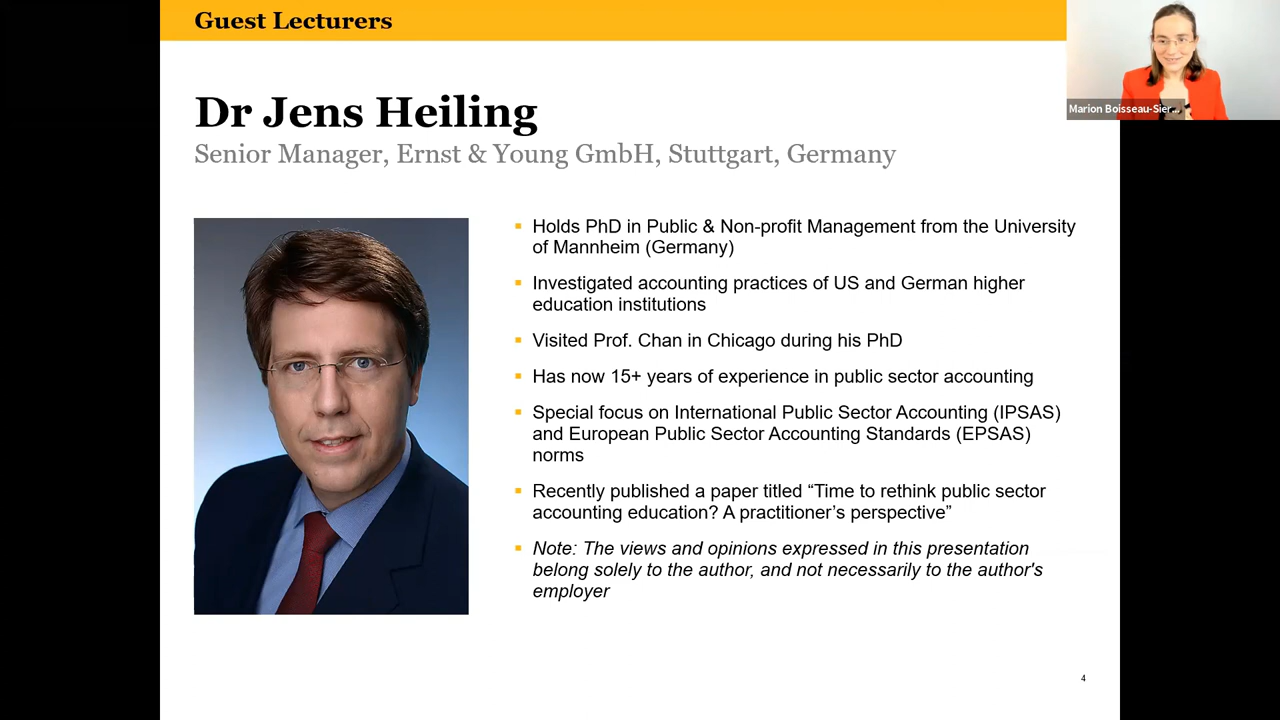 Guest Lecturers
Marion Boisseau-Sier...
Dr Jens Heiling
Senior Manager, Ernst & Young GmbH, Stuttgart, Germany
▪ Holds PhD in Public & Non-profit Management from the University
of Mannheim (Germany)
▪ Investigated accounting practices of US and German higher
education institutions
▪ Visited Prof. Chan in Chicago during his PhD
▪ Has now 15+ years of experience in public sector accounting
▪ Special focus on International Public Sector Accounting (IPSAS)
and European Public Sector Accounting Standards (EPSAS)
norms
▪ Recently published a paper titled “Time to rethink public sector
accounting education? A practitioner’s perspective”
▪ Note: The views and opinions expressed in this presentation
belong solely to the author, and not necessarily to the author's
employer
4